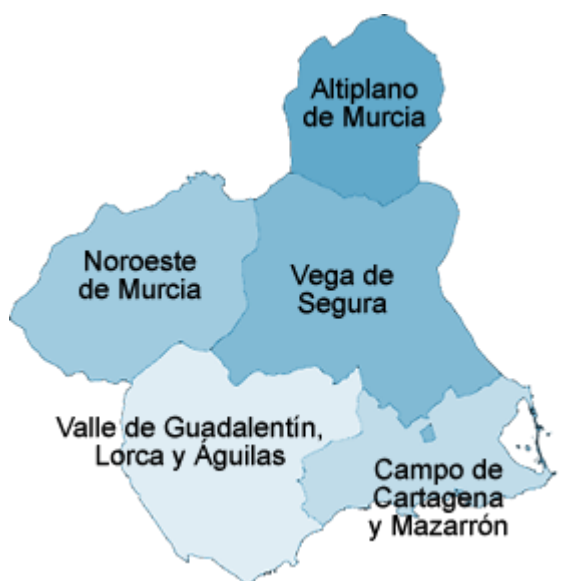 Altiplano
de Murcia
Noroeste
de Murcia
Vega de
Segura
Valle de Guadalentín,
Lorca y Águilas
Campo de
Cartagena
y Mazarrón